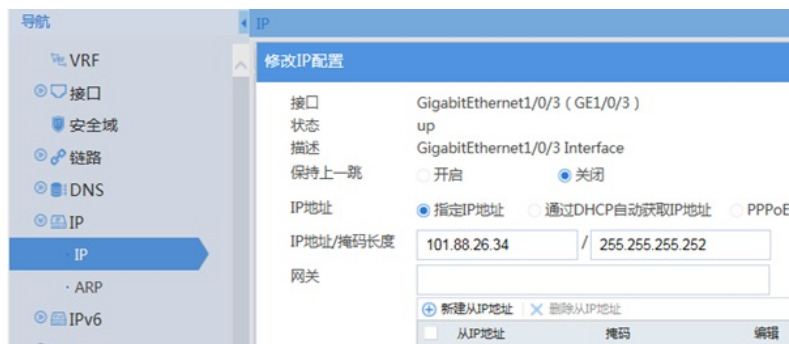 导航
IP
VRF
接口
安全域
链路
DNS
IP
IP
ARP
IPv6
修改IP配置
接口 GigabitEthernet1/0/3 ( GE1/0/3 )
状态 up
描述 GigabitEthernet1/0/3 Interface
保持上一跳 开启 关闭
IP地址 指定IP地址 通过DHCP自动获取IP地址 PPPoE
IP地址/掩码长度 101.88.26.34 / 255.255.255.252
网关
新建从IP地址 删除从IP地址
从IP地址 掩码 编辑